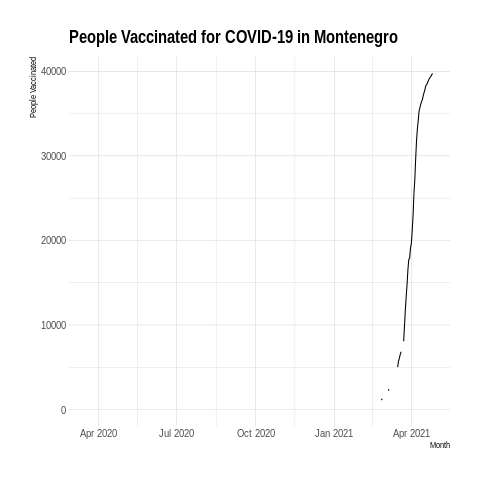 People Vaccinated for COVID-19 in Montenegro
People Vaccinated
40000
30000
20000
10000
0
Apr 2020 Jul 2020 Oct 2020 Jan 2021 Apr 2021
Month